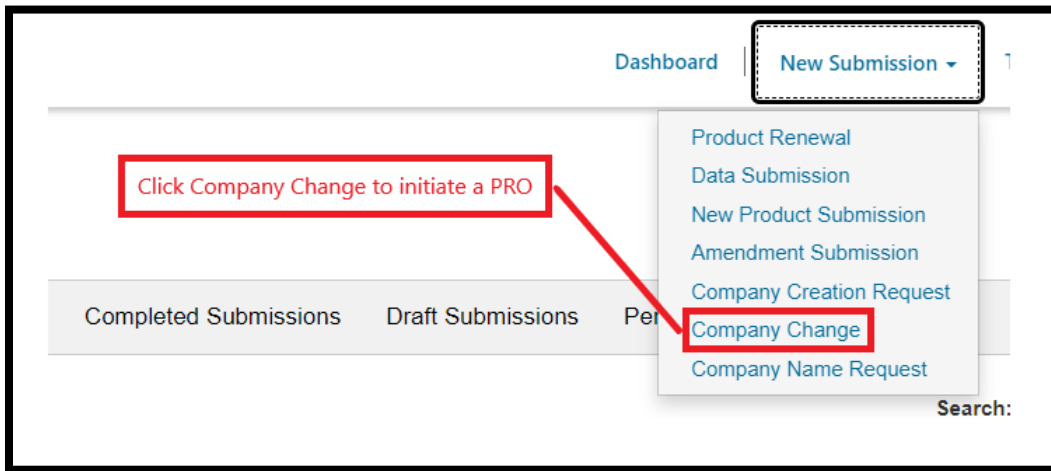 Dashboard New Submission
Product Renewal
Click Company Change to initiate a PRO
Data Submission
New Product Submission
Amendment Submission
Company Creation Request
Completed Submissions Draft Submissions
Company Change
Company Name Request
Search: